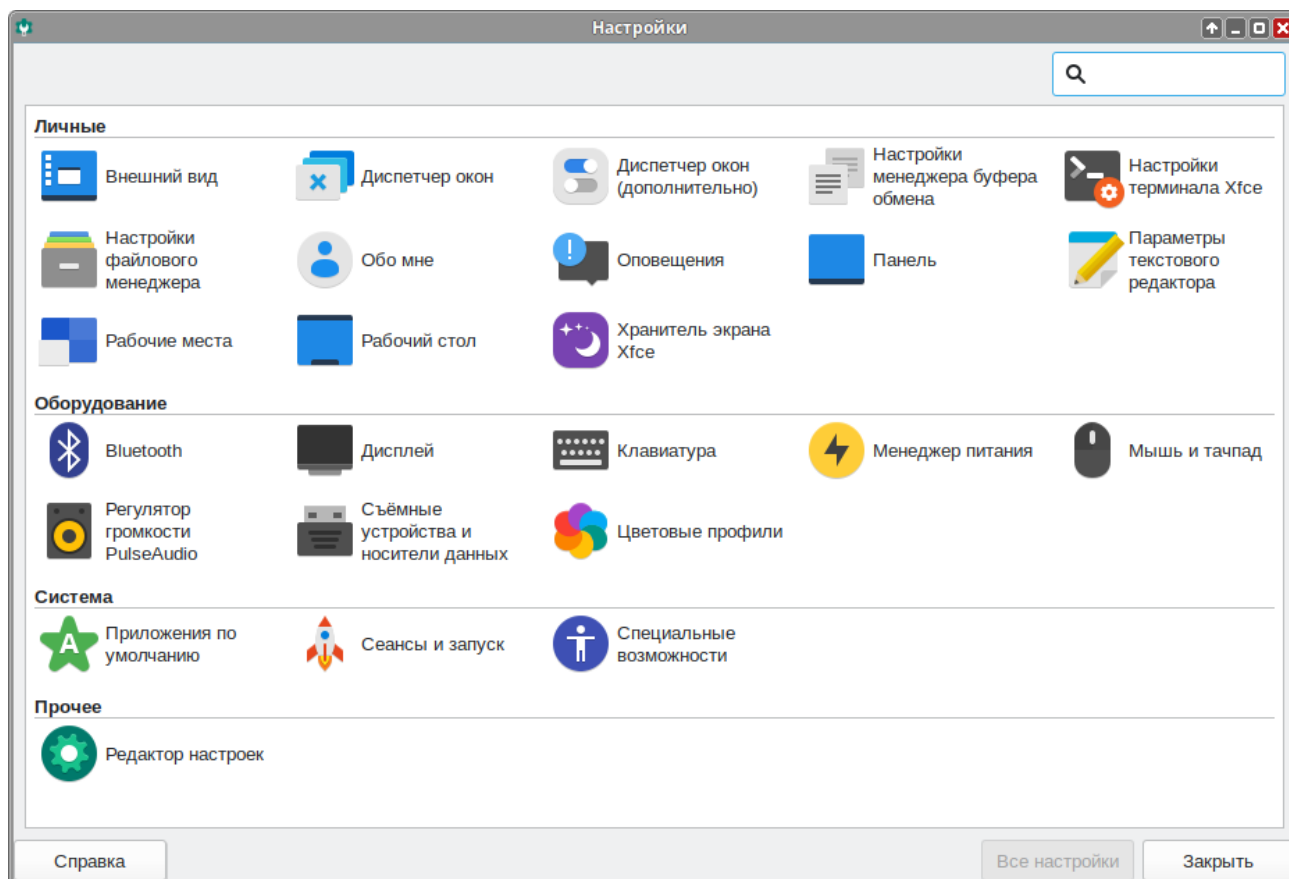 Настройки
Личные
Внешний вид
Диспетчер окон
Диспетчер окон
(дополнительно)
Настройки
менеджера буфера
обмена
Настройки
терминала Xfce
Настройки
файлового
менеджера
Обо мне
Оповещения
Панель
Параметры
текстового
редактора
Рабочие места
Рабочий стол
Хранитель экрана
Xfce
Оборудование
Bluetooth
Дисплей
Клавиатура
Менеджер питания
Мышь и тачпад
Регулятор
громкости
PulseAudio
Съёмные
устройства и
носители данных
Цветовые профили
Система
Приложения по
умолчанию
Сеансы и запуск
Специальные
возможности
Прочее
Редактор настроек
Справка
Все настройки
Закрыть